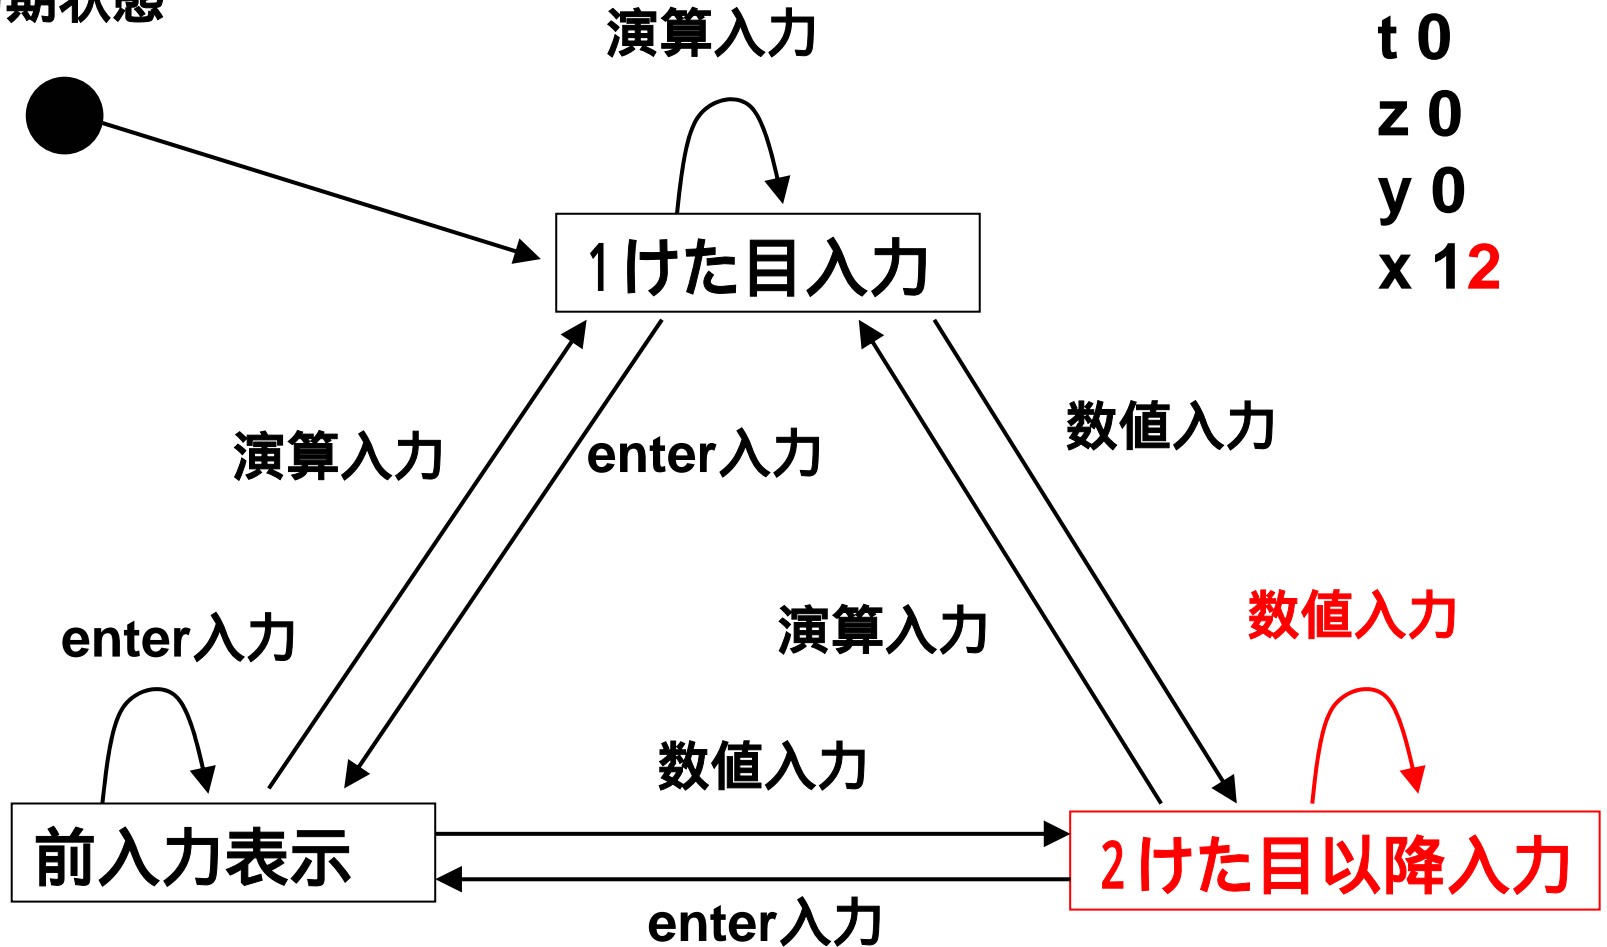 期状態
演算入力
t 0
z 0
y 0
x 12
1けた目入力
演算入力
enter入力
数値入力
enter入力
演算入力
数値入力
数値入力
前入力表示
2けた目以降入力
enter入力